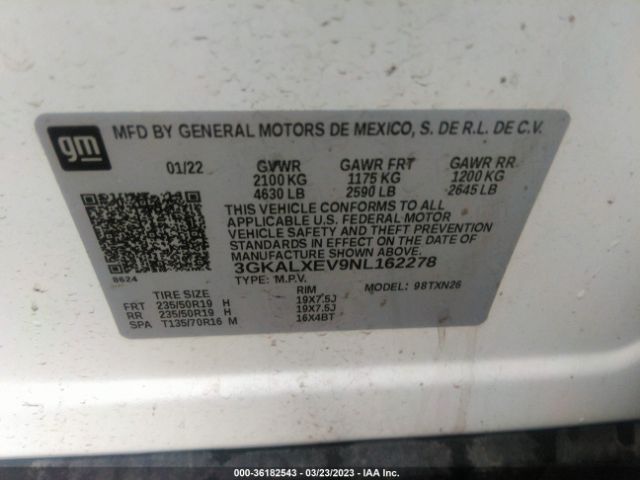 gm
MFD BY GENERAL MOTORS DE MEXICO, S. DE R.L. DE C.V.
01/22 GVWR GAWR FRT GAWR RR
2100 KG 1175 KG 1200 KG
4630 LB 2590 LB 2645 LB
THIS VEHICLE CONFORMS TO ALL
APPLICABLE U.S. FEDERAL MOTOR
VEHICLE SAFETY AND THEFT PREVENTION
STANDARDS IN EFFECT ON THE DATE OF
MANUFACTURE SHOWN ABOVE.
8624 3GKALXEV9NL162278
TYPE: M.P.V. MODEL: 98TXN26
TIRE SIZE RIM
FRT 235/50R19 H 19X7.5J
RR 235/50R19 H 19X7.5J
SPA T135/70R16 M 16X4BT
000-36182543 / 03/23/2023 - IAA Inc.